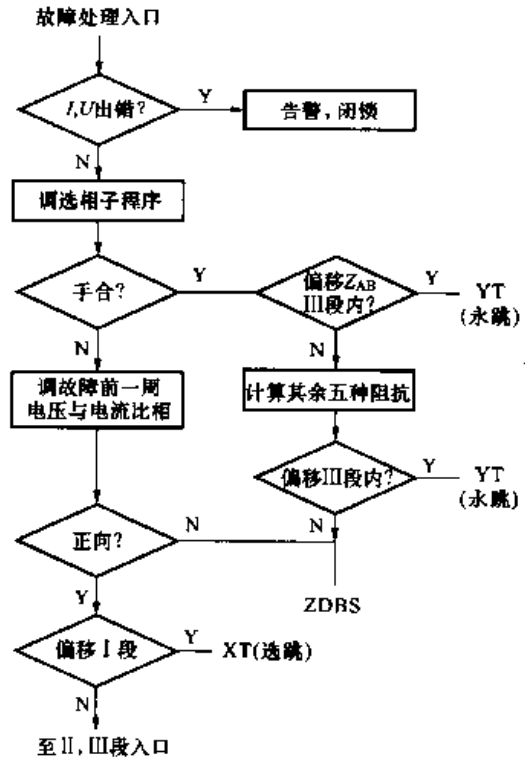 故障处理入口
I,U出错?
Y
告警,闭锁
N
调选相子程序
手合?
Y
偏移ZAB
III段内?
Y
YT
(永跳)
N
N
调故障前一周
电压与电流比相
计算其余五种阻抗
偏移III段内?
Y
YT
(永跳)
正向?
N
N
ZDBS
Y
偏移I段
Y
XT(选跳)
N
至II,III段入口